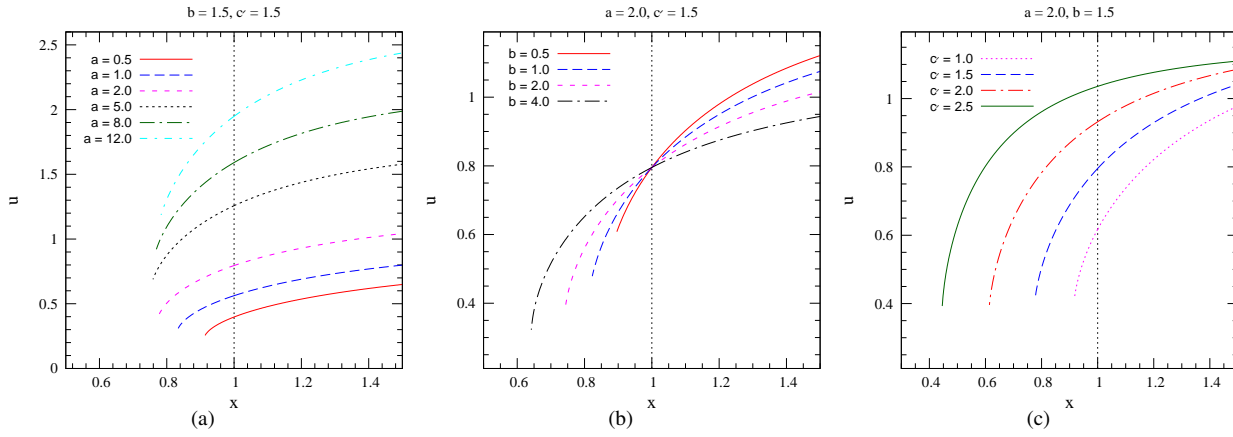 b = 1.5, c′ = 1.5
2.5
2
1.5
1
0.5
0
u
a = 0.5
a = 1.0
a = 2.0
a = 5.0
a = 8.0
a = 12.0
0.6 0.8 1 1.2 1.4
x
(a)
a = 2.0, c′ = 1.5
1
0.8
0.6
0.4
u
b = 0.5
b = 1.0
b = 2.0
b = 4.0
0.6 0.8 1 1.2 1.4
x
(b)
a = 2.0, b = 1.5
1
0.8
0.6
0.4
u
c′ = 1.0
c′ = 1.5
c′ = 2.0
c′ = 2.5
0.4 0.6 0.8 1 1.2 1.4
x
(c)